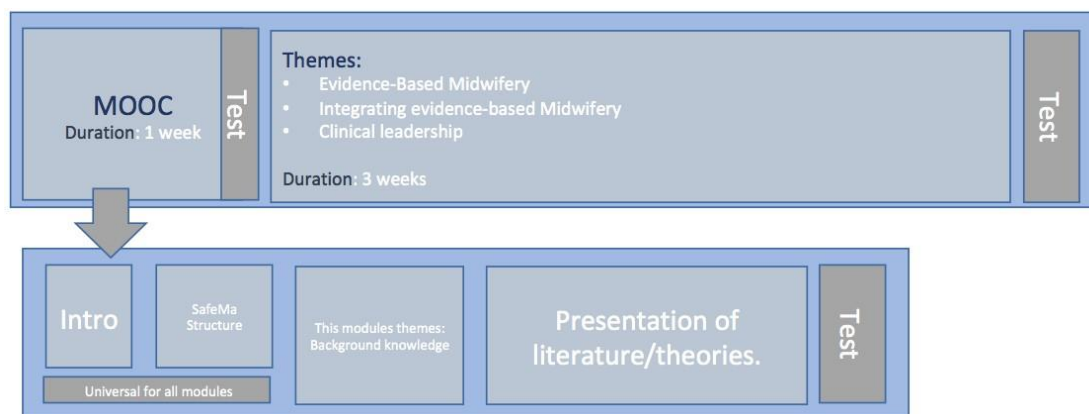 MOOC
Duration: 1 week
Test
Themes:
• Evidence-Based Midwifery
• Integrating evidence-based Midwifery
• Clinical leadership
Duration: 3 weeks
Test
Intro
SafeMa
Structure
Universal for all modules
This modules themes:
Background knowledge
Presentation of
literature/theories.
Test